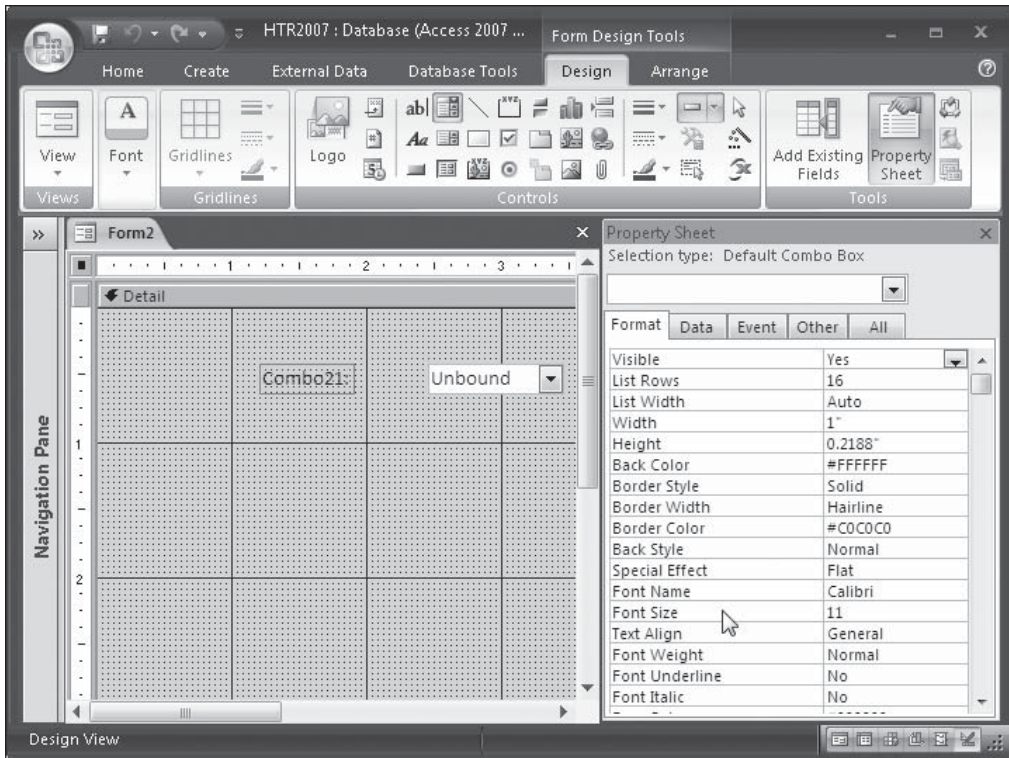 HTR2007 : Database (Access 2007 ...
Form Design Tools
Home
Create
External Data
Database Tools
Design
Arrange
View
Views
A
Font
Gridlines
Gridlines
Logo
ab|
Aa
XYZ
Controls
Add Existing Fields
Property Sheet
Tools
»
Navigation Pane
Form2
1 2 3
Detail
1
2
Combo21:
Unbound
Property Sheet
Selection type: Default Combo Box
Format Data Event Other All
Visible Yes
List Rows 16
List Width Auto
Width 1"
Height 0.2188"
Back Color #FFFFFF
Border Style Solid
Border Width Hairline
Border Color #C0C0C0
Back Style Normal
Special Effect Flat
Font Name Calibri
Font Size 11
Text Align General
Font Weight Normal
Font Underline No
Font Italic No
Design View